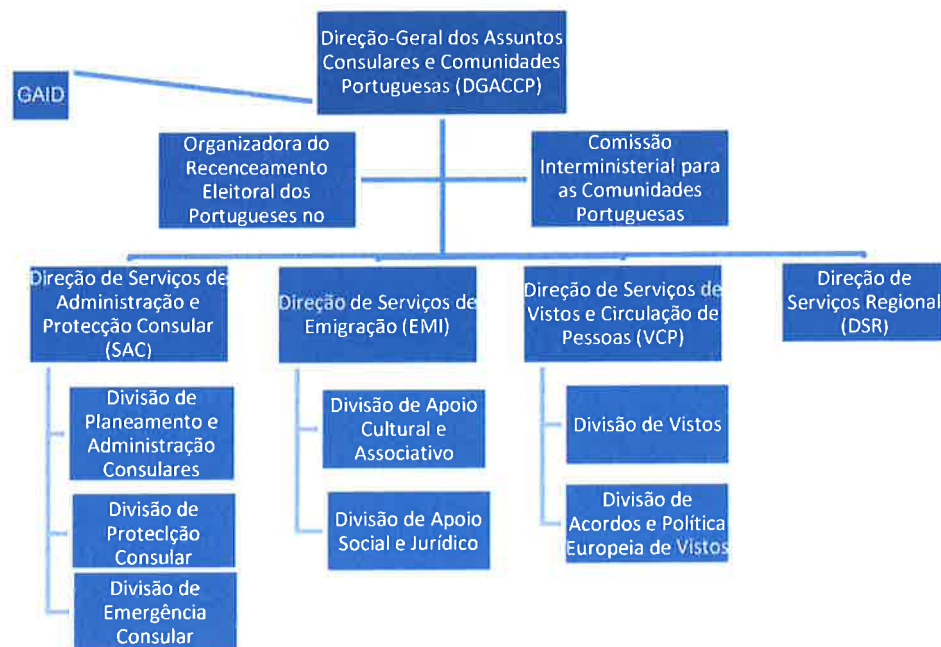 Direção-Geral dos Assuntos
Consulares e Comunidades
Portuguesas (DGACCP)
GAID
Organizadora do
Recenceamento
Eleitoral dos
Portugueses no
Comissão
Interministerial para
as Comunidades
Portuguesas
Direção de Serviços de
Administração e
Protecção Consular
(SAC)
Direção de Serviços de
Emigração (EMI)
Direção de Serviços de
Vistos e Circulação de
Pessoas (VCP)
Direção de
Serviços Regional
(DSR)
Divisão de
Planeamento e
Administração
Consulares
Divisão de
Proteclção
Consular
Divisão de
Emergência
Consular
Divisão de Apoio
Cultural e
Associativo
Divisão de Apoio
Social e Jurídico
Divisão de Vistos
Divisão de
Acordos e Política
Europeia de Vistos